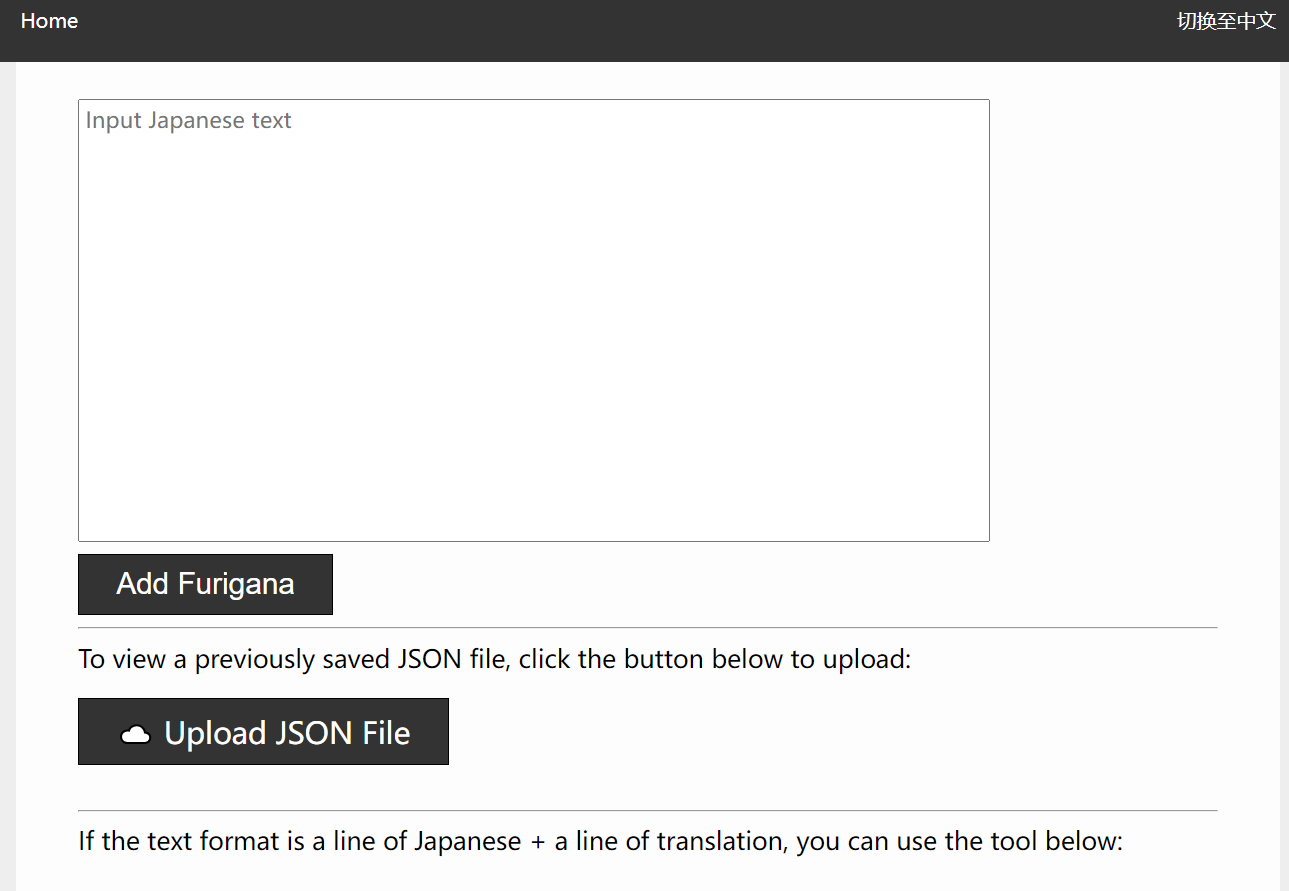 Home
切换至中文
Input Japanese text
Add Furigana
To view a previously saved JSON file, click the button below to upload:
Upload JSON File
If the text format is a line of Japanese + a line of translation, you can use the tool below: